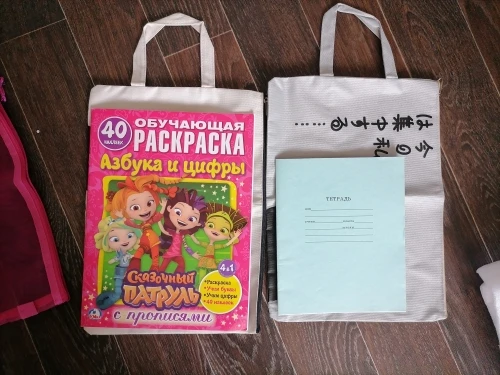 40
наклеек
ОБУЧАЮЩАЯ
РАСКРАСКА
Азбука и цифры
Сказочный
ПАТРУЛЬ
с прописями
4в1
•Раскраска
•Учим буквы
•Учим цифры
•40 наклеек
今の礼
は集中する
……
ТЕТРАДЬ